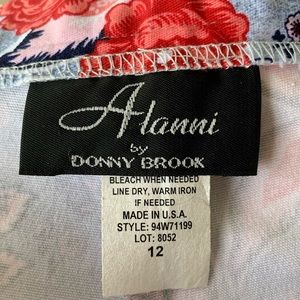 Alanni
by
DONNY BROOK
BLEACH WHEN NEEDED
LINE DRY, WARM IRON
IF NEEDED
MADE IN U.S.A.
STYLE: 94W71199
LOT: 8052
12